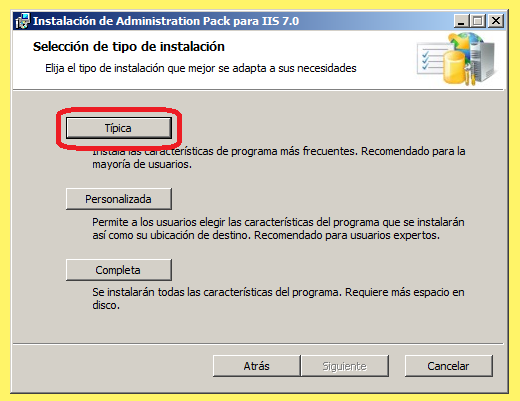 Instalación de Administration Pack para IIS 7.0
Selección de tipo de instalación
Elija el tipo de instalación que mejor se adapta a sus necesidades
Típica
Instala las características de programa más frecuentes. Recomendado para la
mayoría de usuarios.
Personalizada
Permite a los usuarios elegir las características del programa que se instalarán
así como su ubicación de destino. Recomendado para usuarios expertos.
Completa
Se instalarán todas las características del programa. Requiere más espacio en
disco.
Atrás
Siguiente
Cancelar